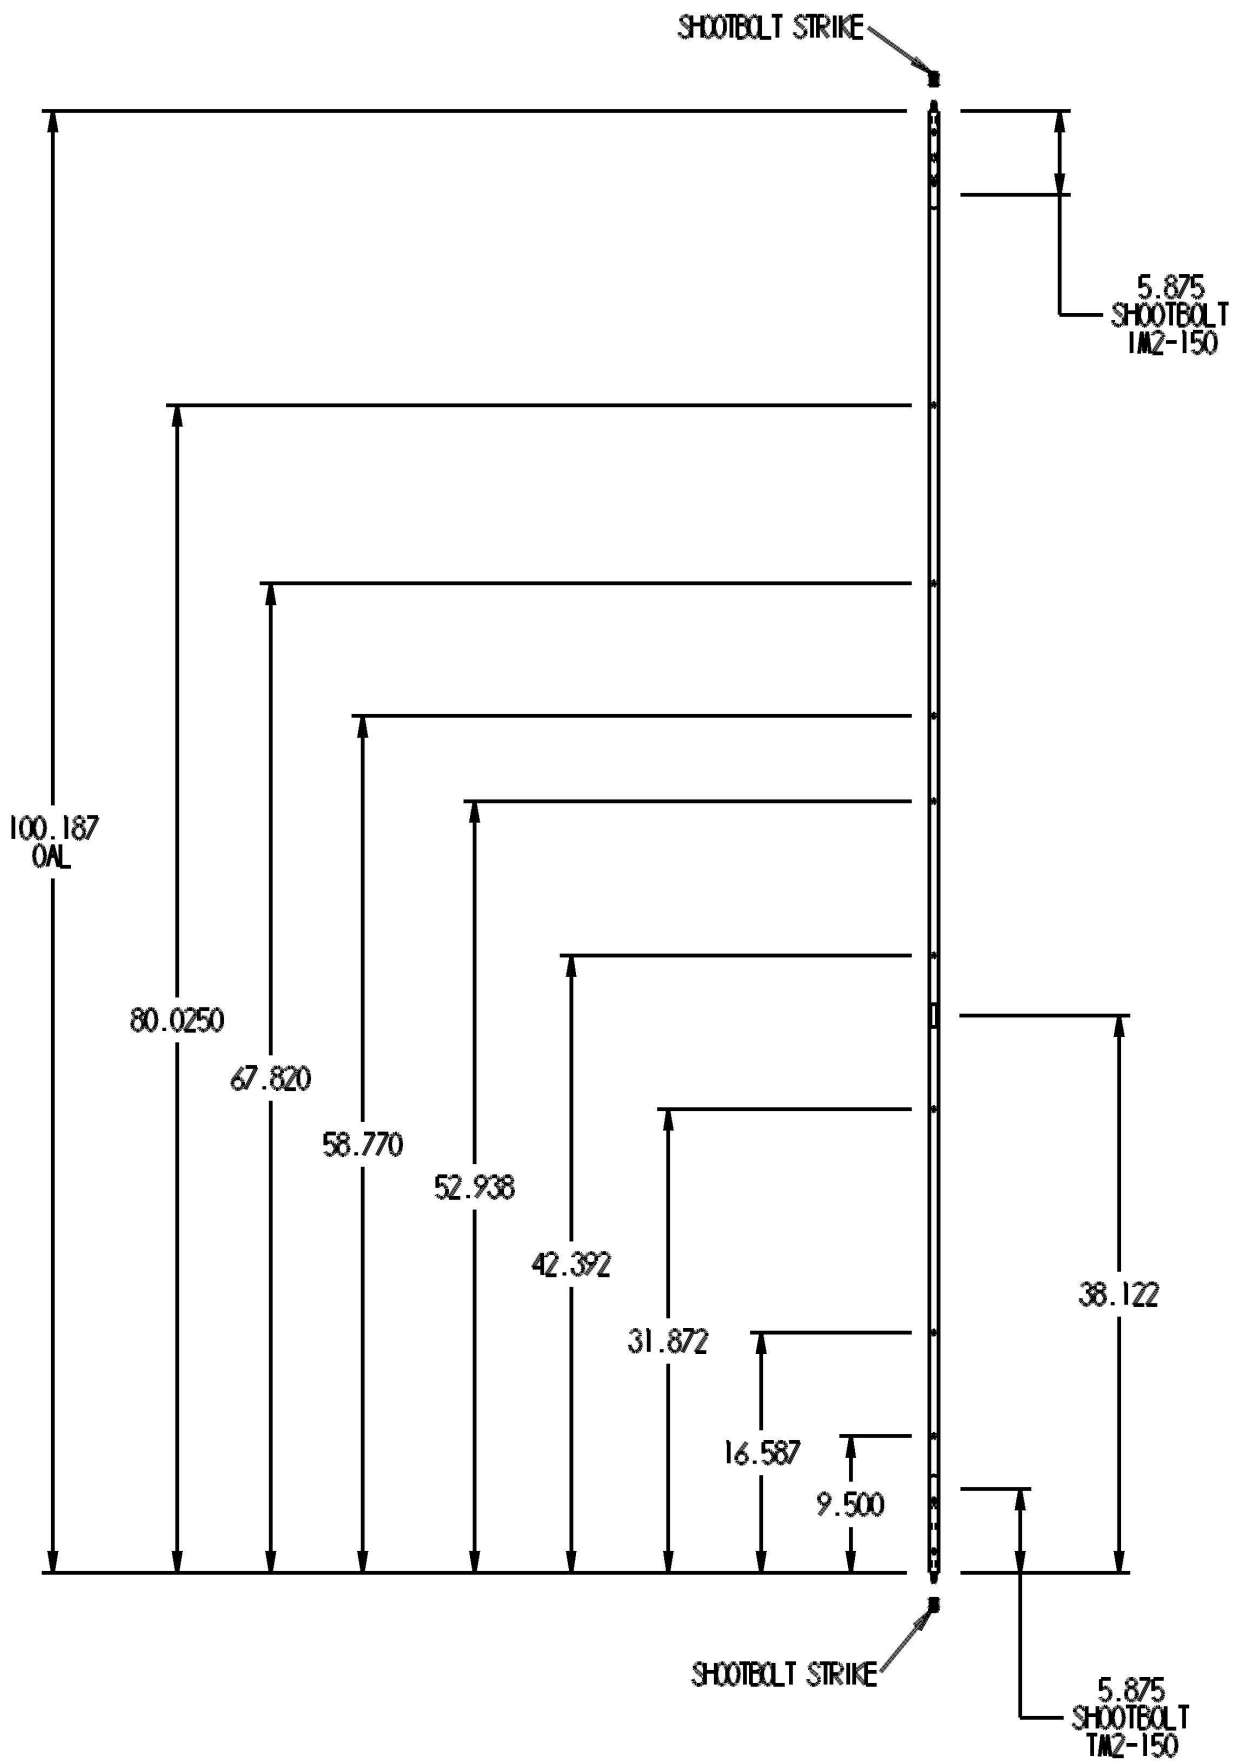 SHOOTBOLT STRIKE
5.875
SHOOTBOLT
TM2-150
100.187
OAL
80.0250
67.820
58.770
52.938
42.392
38.122
31.872
16.587
9.500
SHOOTBOLT STRIKE
5.875
SHOOTBOLT
TM2-150